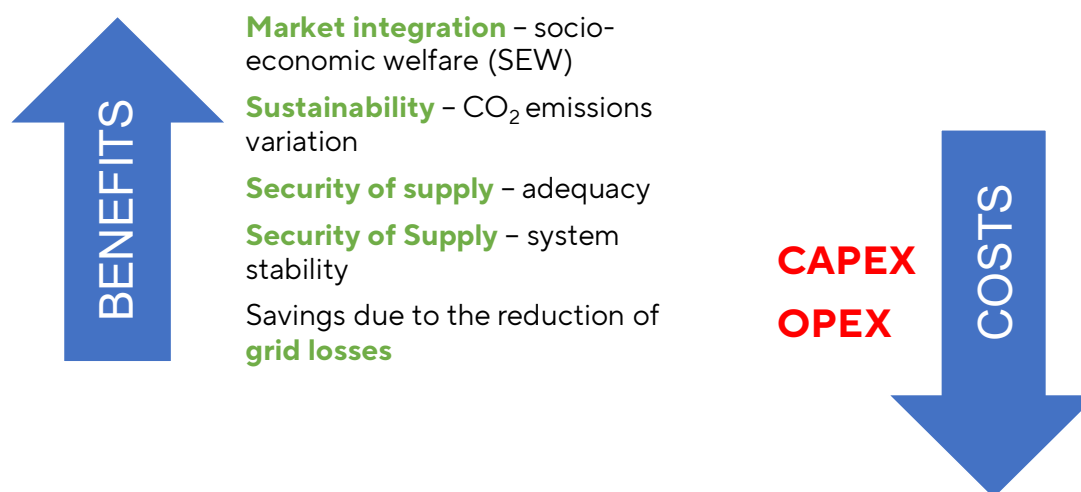 BENEFITS
Market integration – socio-
economic welfare (SEW)
Sustainability – CO₂ emissions
variation
Security of supply – adequacy
Security of Supply – system
stability
Savings due to the reduction of
grid losses
CAPEX
OPEX
COSTS